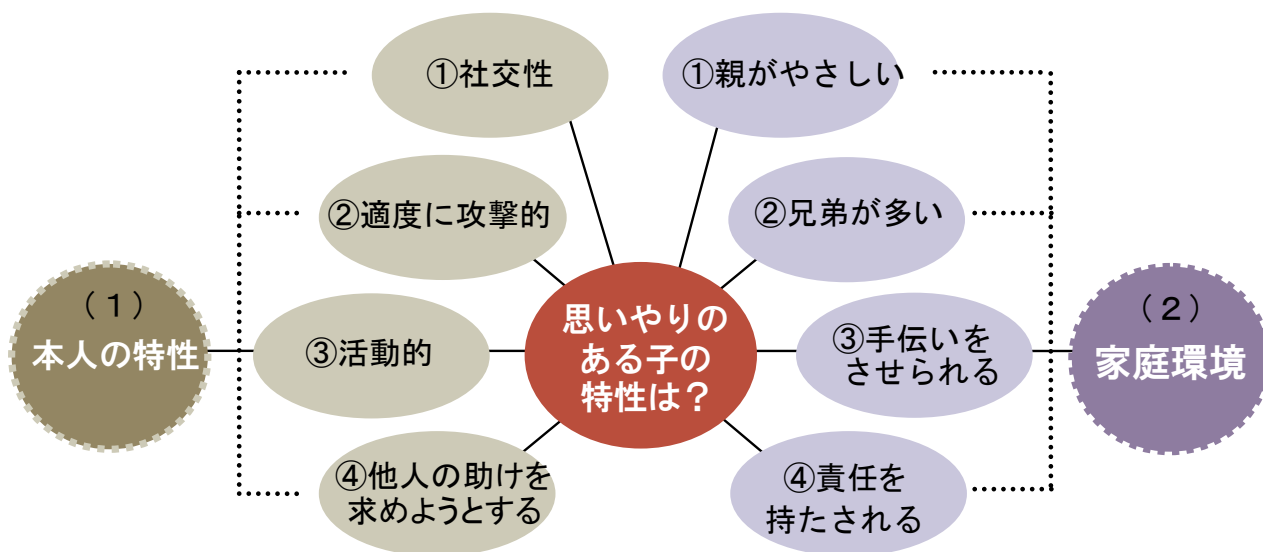 （１）
本人の特性
①社交性
②適度に攻撃的
③活動的
④他人の助けを
求めようとする
思いやりの
ある子の
特性は？
①親がやさしい
②兄弟が多い
③手伝いを
させられる
④責任を
持たされる
（２）
家庭環境